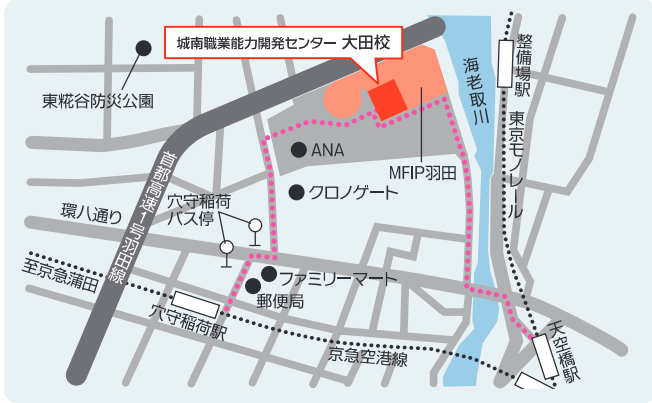 城南職業能力開発センター 大田校
東糀谷防災公園
海老取川
整備場駅
東京モノレール
ANA
MFIP羽田
首都高速1号羽田線
クロノゲート
穴守稲荷
バス停
環八通り
至京急蒲田
ファミリーマート
郵便局
穴守稲荷駅
京急空港線
天空橋駅